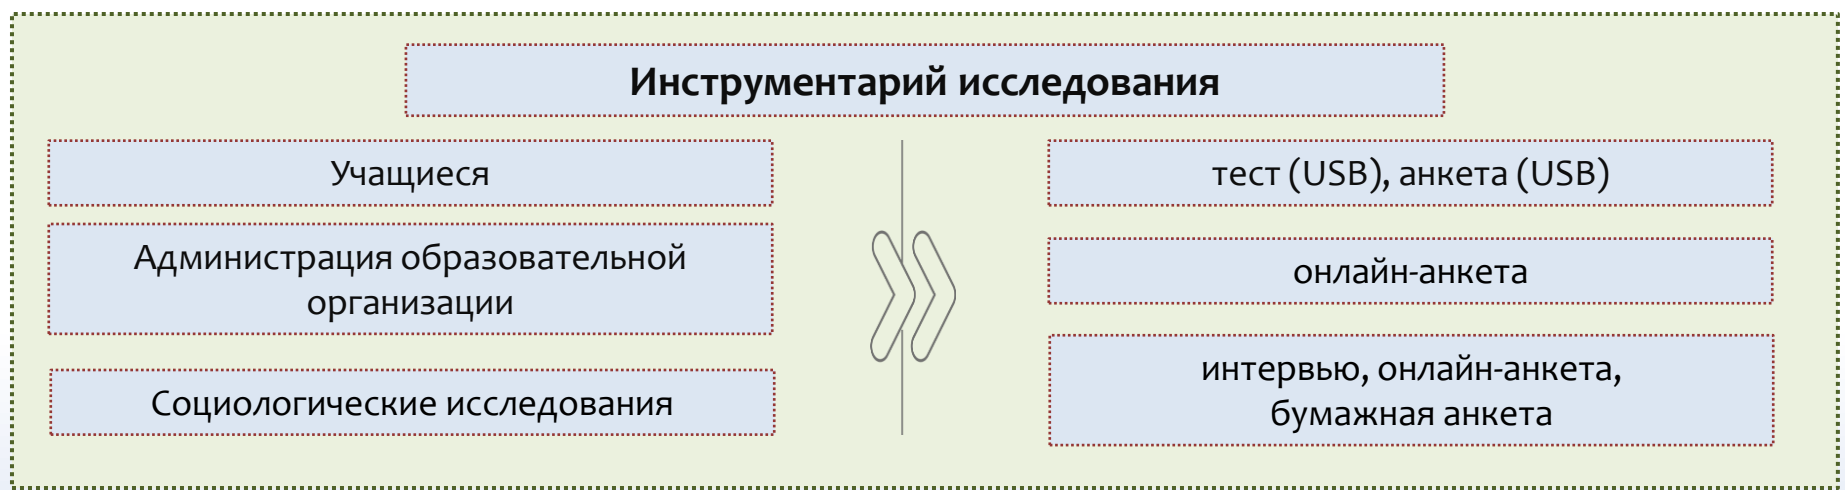 Инструментарий исследования
Учащиеся
тест (USB), анкета (USB)
Администрация образовательной
организации
онлайн-анкета
Социологические исследования
интервью, онлайн-анкета,
бумажная анкета